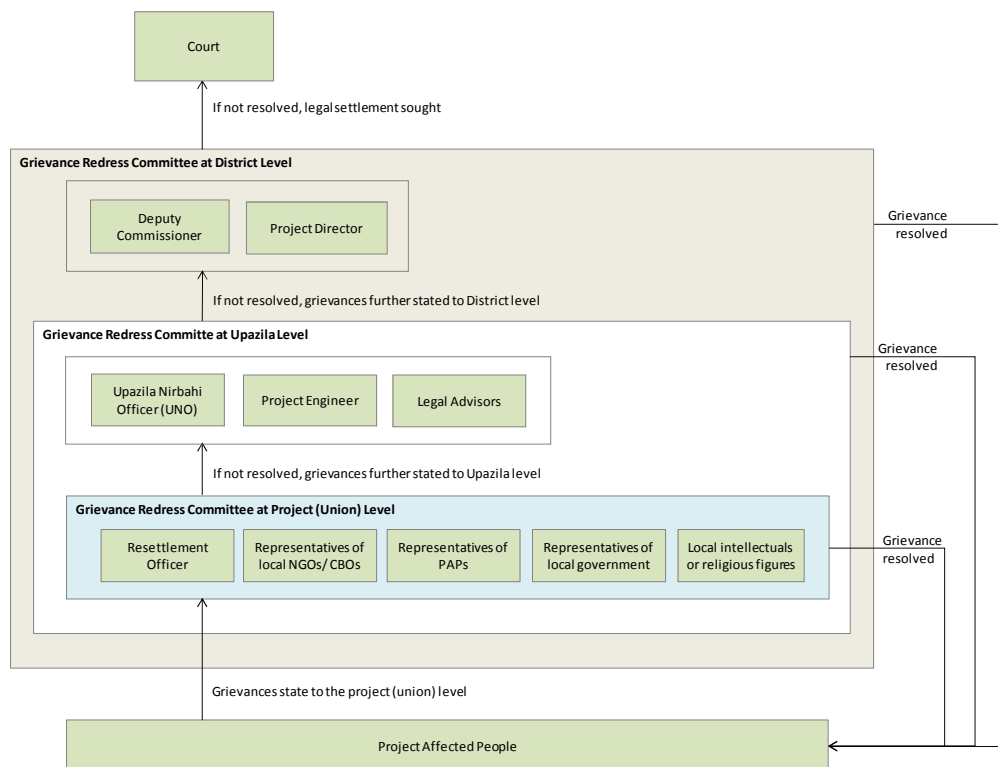 Court
If not resolved, legal settlement sought
Grievance Redress Committee at District Level
Deputy
Commissioner
Project Director
Grievance
resolved
If not resolved, grievances further stated to District level
Grievance Redress Committe at Upazila Level
Grievance
resolved
Upazila Nirbahi
Officer (UNO)
Project Engineer
Legal Advisors
If not resolved, grievances further stated to Upazila level
Grievance Redress Committee at Project (Union) Level
Resettlement
Officer
Representatives of
local NGOs/ CBOs
Representatives of
PAPs
Representatives of
local government
Local intellectuals
or religious figures
Grievance
resolved
Grievances state to the project (union) level
Project Affected People